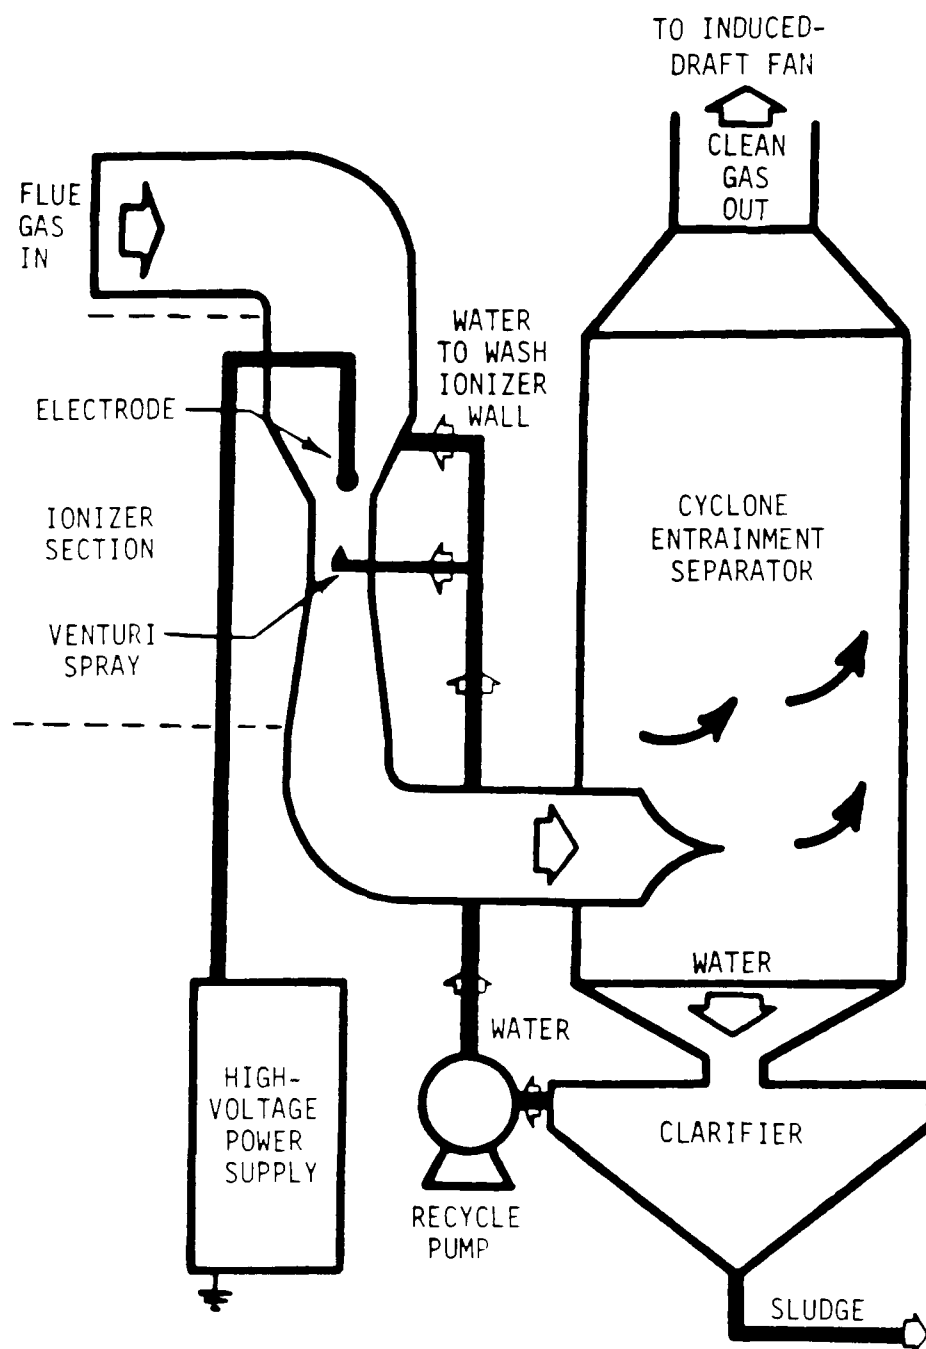 TO INDUCED-
DRAFT FAN
CLEAN
GAS
OUT
FLUE
GAS
IN
WATER
TO WASH
IONIZER
WALL
ELECTRODE
IONIZER
SECTION
VENTURI
SPRAY
CYCLONE
ENTRAINMENT
SEPARATOR
WATER
WATER
HIGH-
VOLTAGE
POWER
SUPPLY
CLARIFIER
RECYCLE
PUMP
SLUDGE